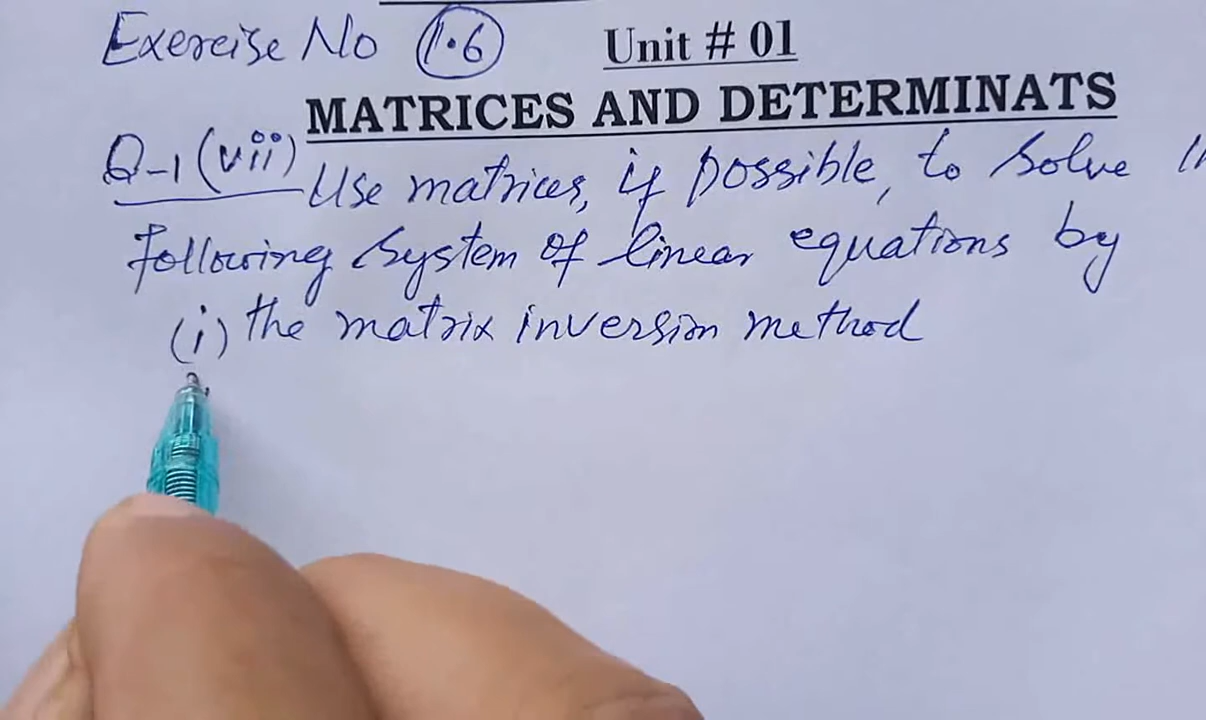 Exercise No 1.6 Unit # 01
MATRICES AND DETERMINATS
Q-1 (vii) Use matrices, if possible, to solve
following system of linear equations by
(i) the matrix inversion method